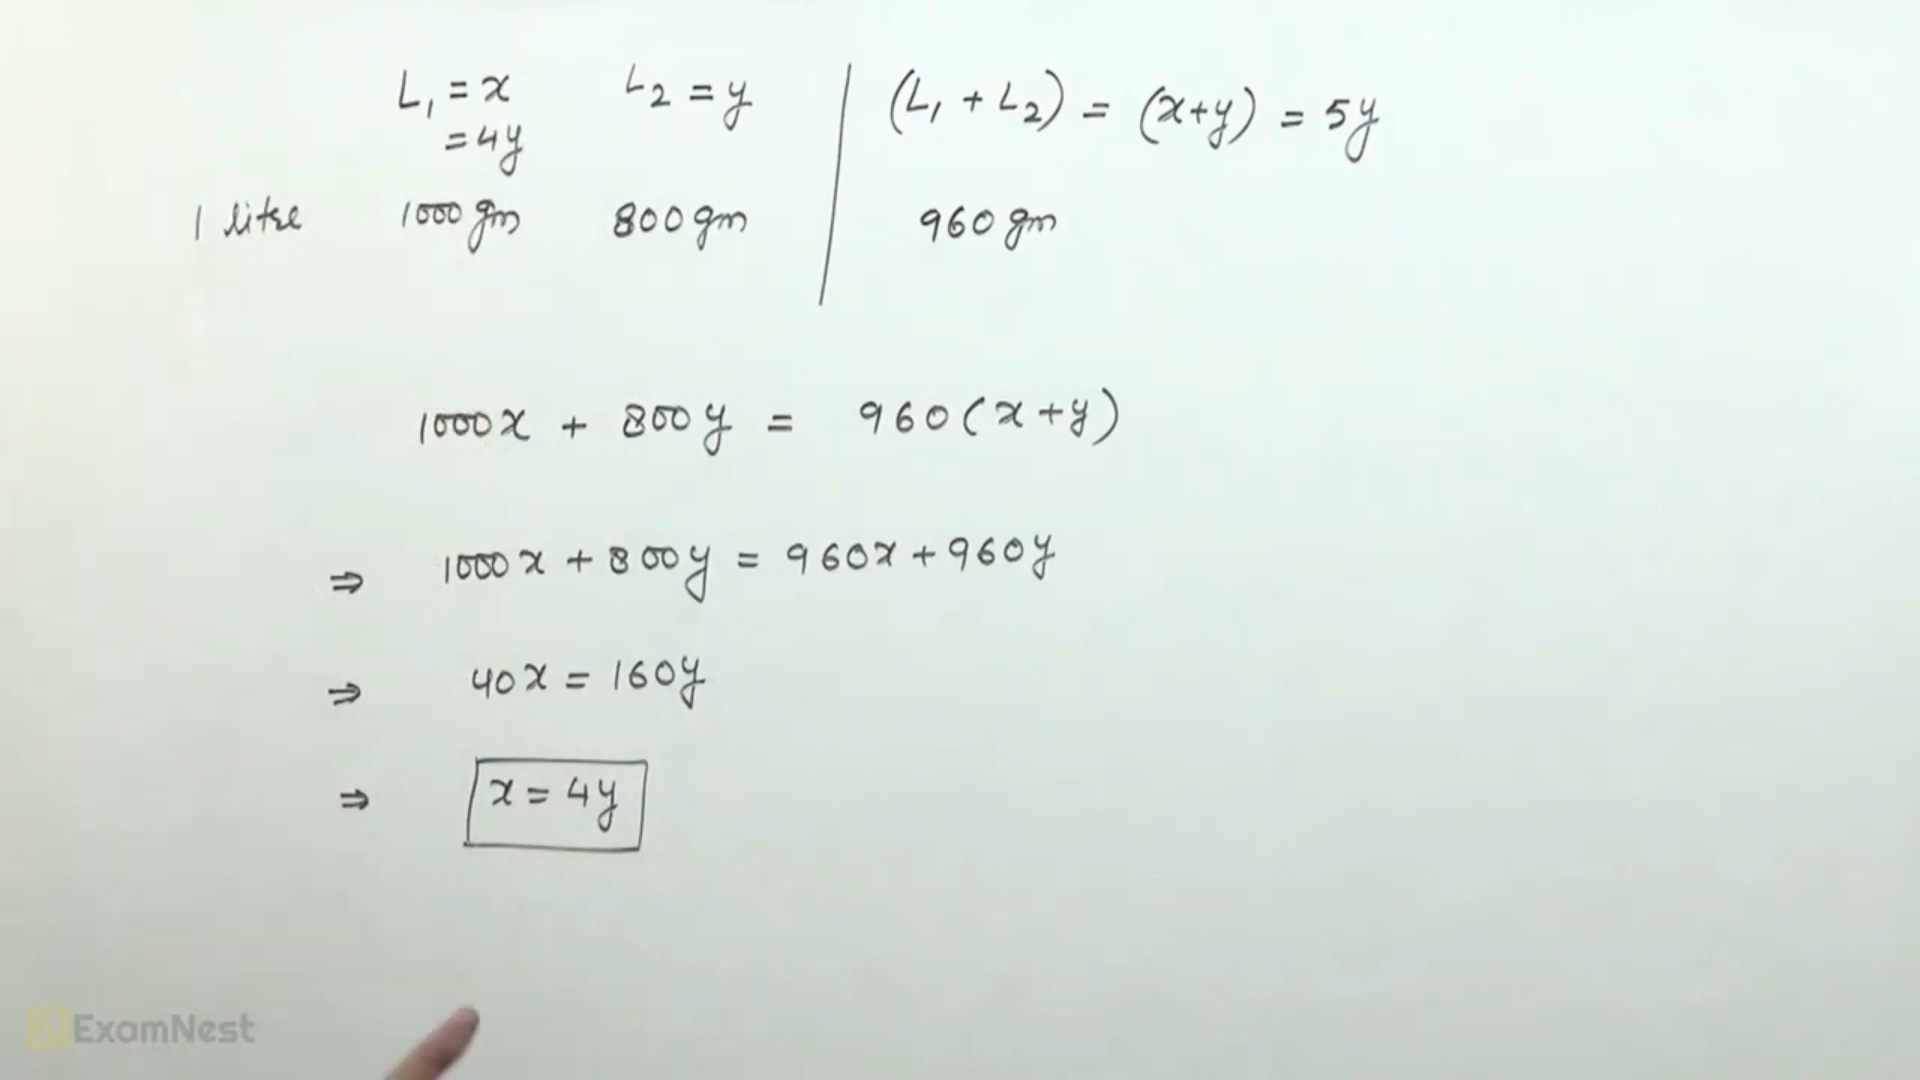 L₁ = x L₂ = y (L₁ + L₂) = (x+y) = 5y
= 4y
1 litre 1000 gm 800 gm 960 gm
1000x + 800y = 960(x+y)
⇒ 1000x + 800y = 960x + 960y
⇒ 40x = 160y
⇒ x = 4y
ExamNest